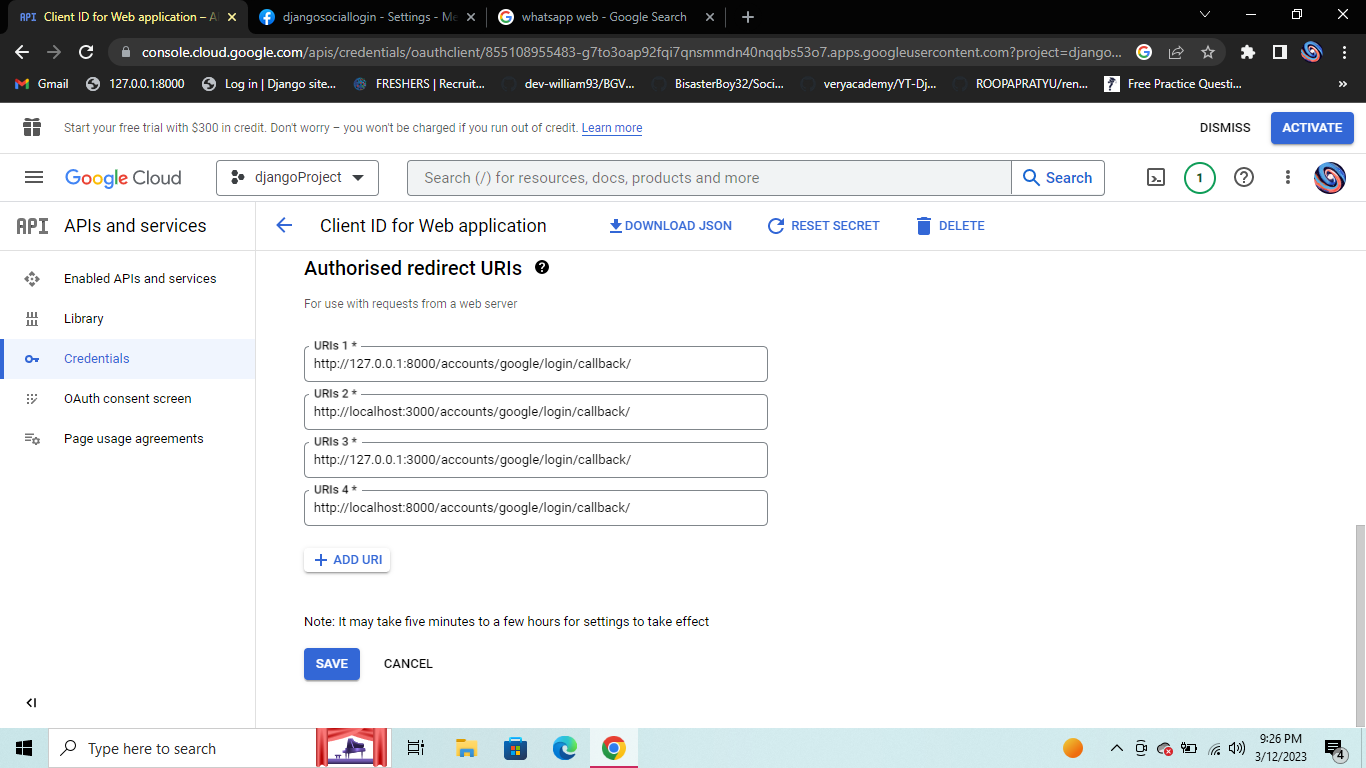 API Client ID for Web application – A
djangosociallogin - Settings - Me
whatsapp web - Google Search
console.cloud.google.com/apis/credentials/oauthclient/855108955483-g7to3oap92fqi7qnsmmdn40nqqbs53o7.apps.googleusercontent.com?project=django...
Gmail
127.0.0.1:8000
Log in | Django site...
FRESHERS | Recruit...
dev-william93/BGV...
BisasterBoy32/Soci...
veryacademy/YT-Dj...
ROOPAPRATYU/ren...
Free Practice Questi...
»
Start your free trial with $300 in credit. Don't worry – you won't be charged if you run out of credit. Learn more
DISMISS
ACTIVATE
Google Cloud
djangoProject
Search (/) for resources, docs, products and more
Search
1
API APIs and services
Client ID for Web application
DOWNLOAD JSON
RESET SECRET
DELETE
Enabled APIs and services
Library
Credentials
OAuth consent screen
Page usage agreements
Authorised redirect URIs
For use with requests from a web server
URIs 1 *
http://127.0.0.1:8000/accounts/google/login/callback/
URIs 2 *
http://localhost:3000/accounts/google/login/callback/
URIs 3 *
http://127.0.0.1:3000/accounts/google/login/callback/
URIs 4 *
http://localhost:8000/accounts/google/login/callback/
+ ADD URI
Note: It may take five minutes to a few hours for settings to take effect
SAVE
CANCEL
Type here to search
9:26 PM
3/12/2023
4